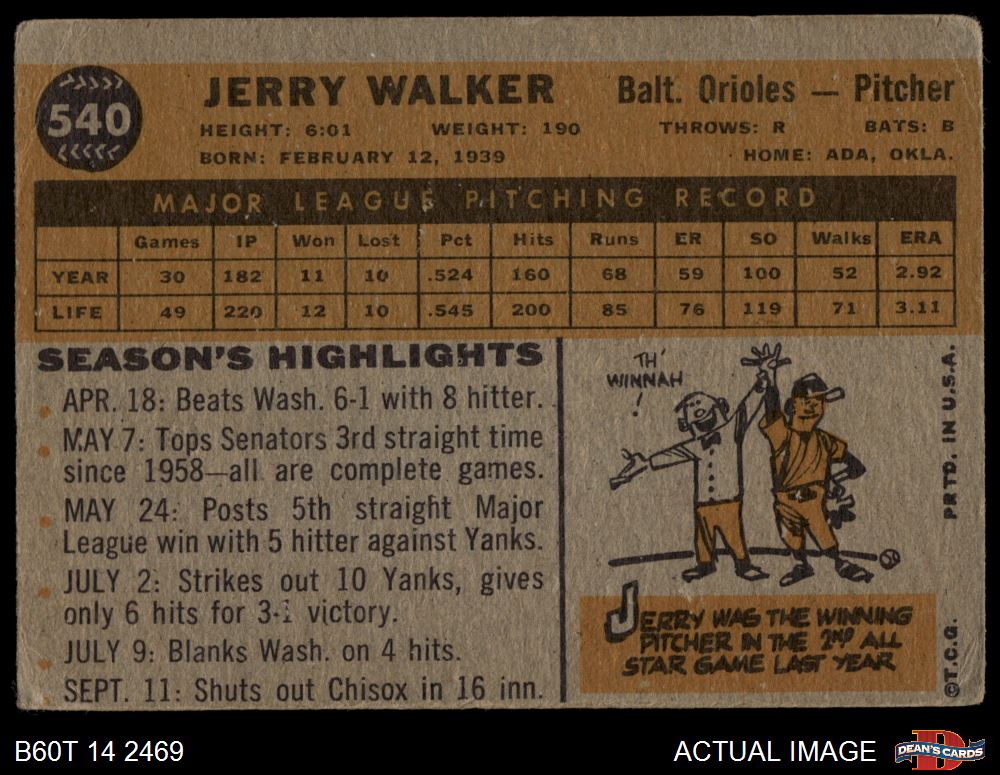 540
JERRY WALKER Balt. Orioles — Pitcher
HEIGHT: 6:01 WEIGHT: 190 THROWS: R BATS: B
BORN: FEBRUARY 12, 1939 HOME: ADA, OKLA.
MAJOR LEAGUE PITCHING RECORD
Games IP Won Lost Pct Hits Runs ER SO Walks ERA
YEAR 30 182 11 10 .524 160 68 59 100 52 2.92
LIFE 49 220 12 10 .545 200 85 76 119 71 3.11
SEASON'S HIGHLIGHTS
APR. 18: Beats Wash. 6-1 with 8 hitter.
MAY 7: Tops Senators 3rd straight time
since 1958—all are complete games.
MAY 24: Posts 5th straight Major
League win with 5 hitter against Yanks.
JULY 2: Strikes out 10 Yanks, gives
only 6 hits for 3-1 victory.
JULY 9: Blanks Wash. on 4 hits.
SEPT. 11: Shuts out Chisox in 16 inn.
TH'
WINNAH
!
JERRY WAS THE WINNING
PITCHER IN THE 2ND ALL
STAR GAME LAST YEAR
©T.C.G. PRTD. IN U.S.A.
B60T 14 2469
ACTUAL IMAGE
DEAN'S CARDS